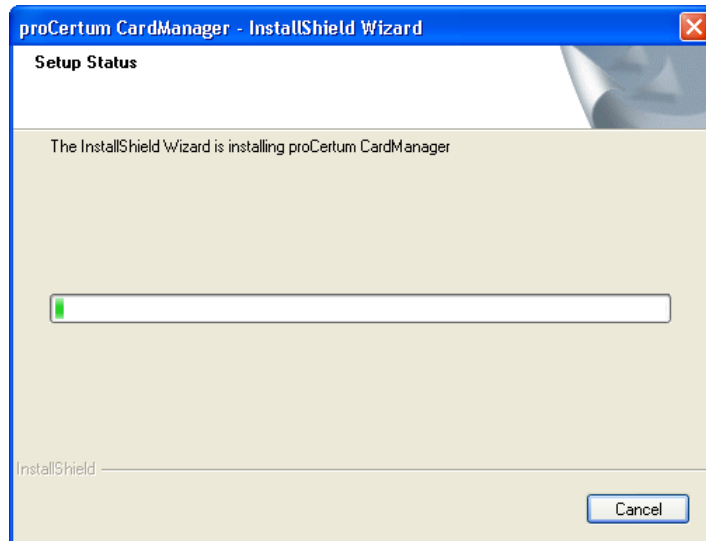 proCertum CardManager - InstallShield Wizard
Setup Status
The InstallShield Wizard is installing proCertum CardManager
InstallShield
Cancel